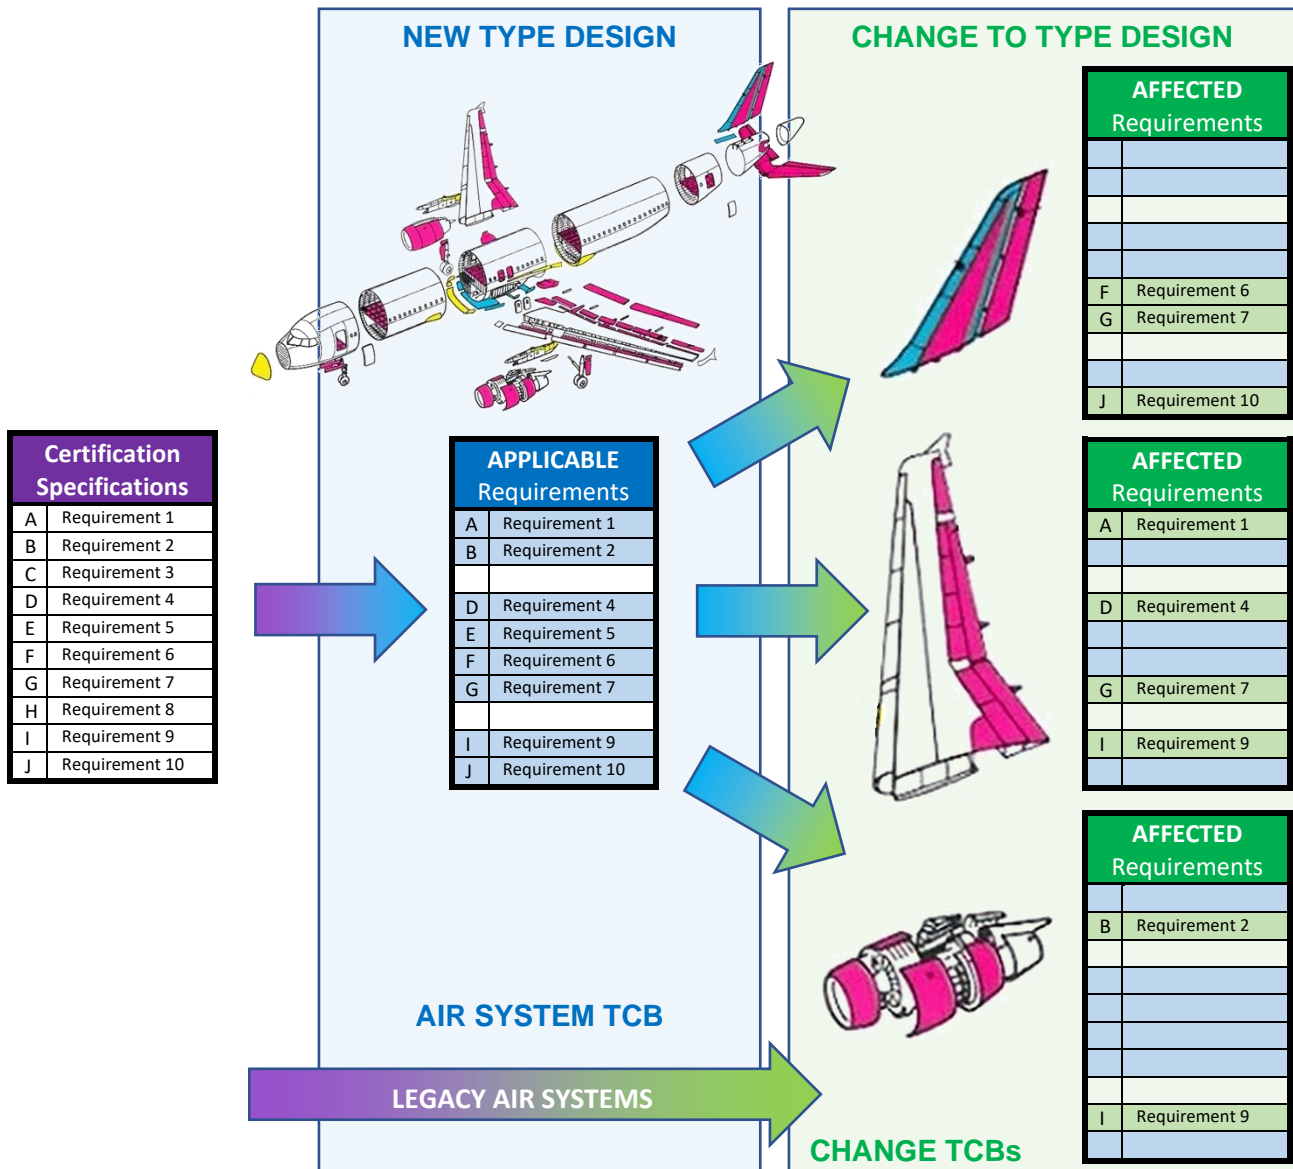 NEW TYPE DESIGN
CHANGE TO TYPE DESIGN
Certification
Specifications
A Requirement 1
B Requirement 2
C Requirement 3
D Requirement 4
E Requirement 5
F Requirement 6
G Requirement 7
H Requirement 8
I Requirement 9
J Requirement 10
APPLICABLE
Requirements
A Requirement 1
B Requirement 2
D Requirement 4
E Requirement 5
F Requirement 6
G Requirement 7
I Requirement 9
J Requirement 10
AIR SYSTEM TCB
LEGACY AIR SYSTEMS
AFFECTED
Requirements
F Requirement 6
G Requirement 7
J Requirement 10
AFFECTED
Requirements
A Requirement 1
D Requirement 4
G Requirement 7
I Requirement 9
AFFECTED
Requirements
B Requirement 2
I Requirement 9
CHANGE TCBs